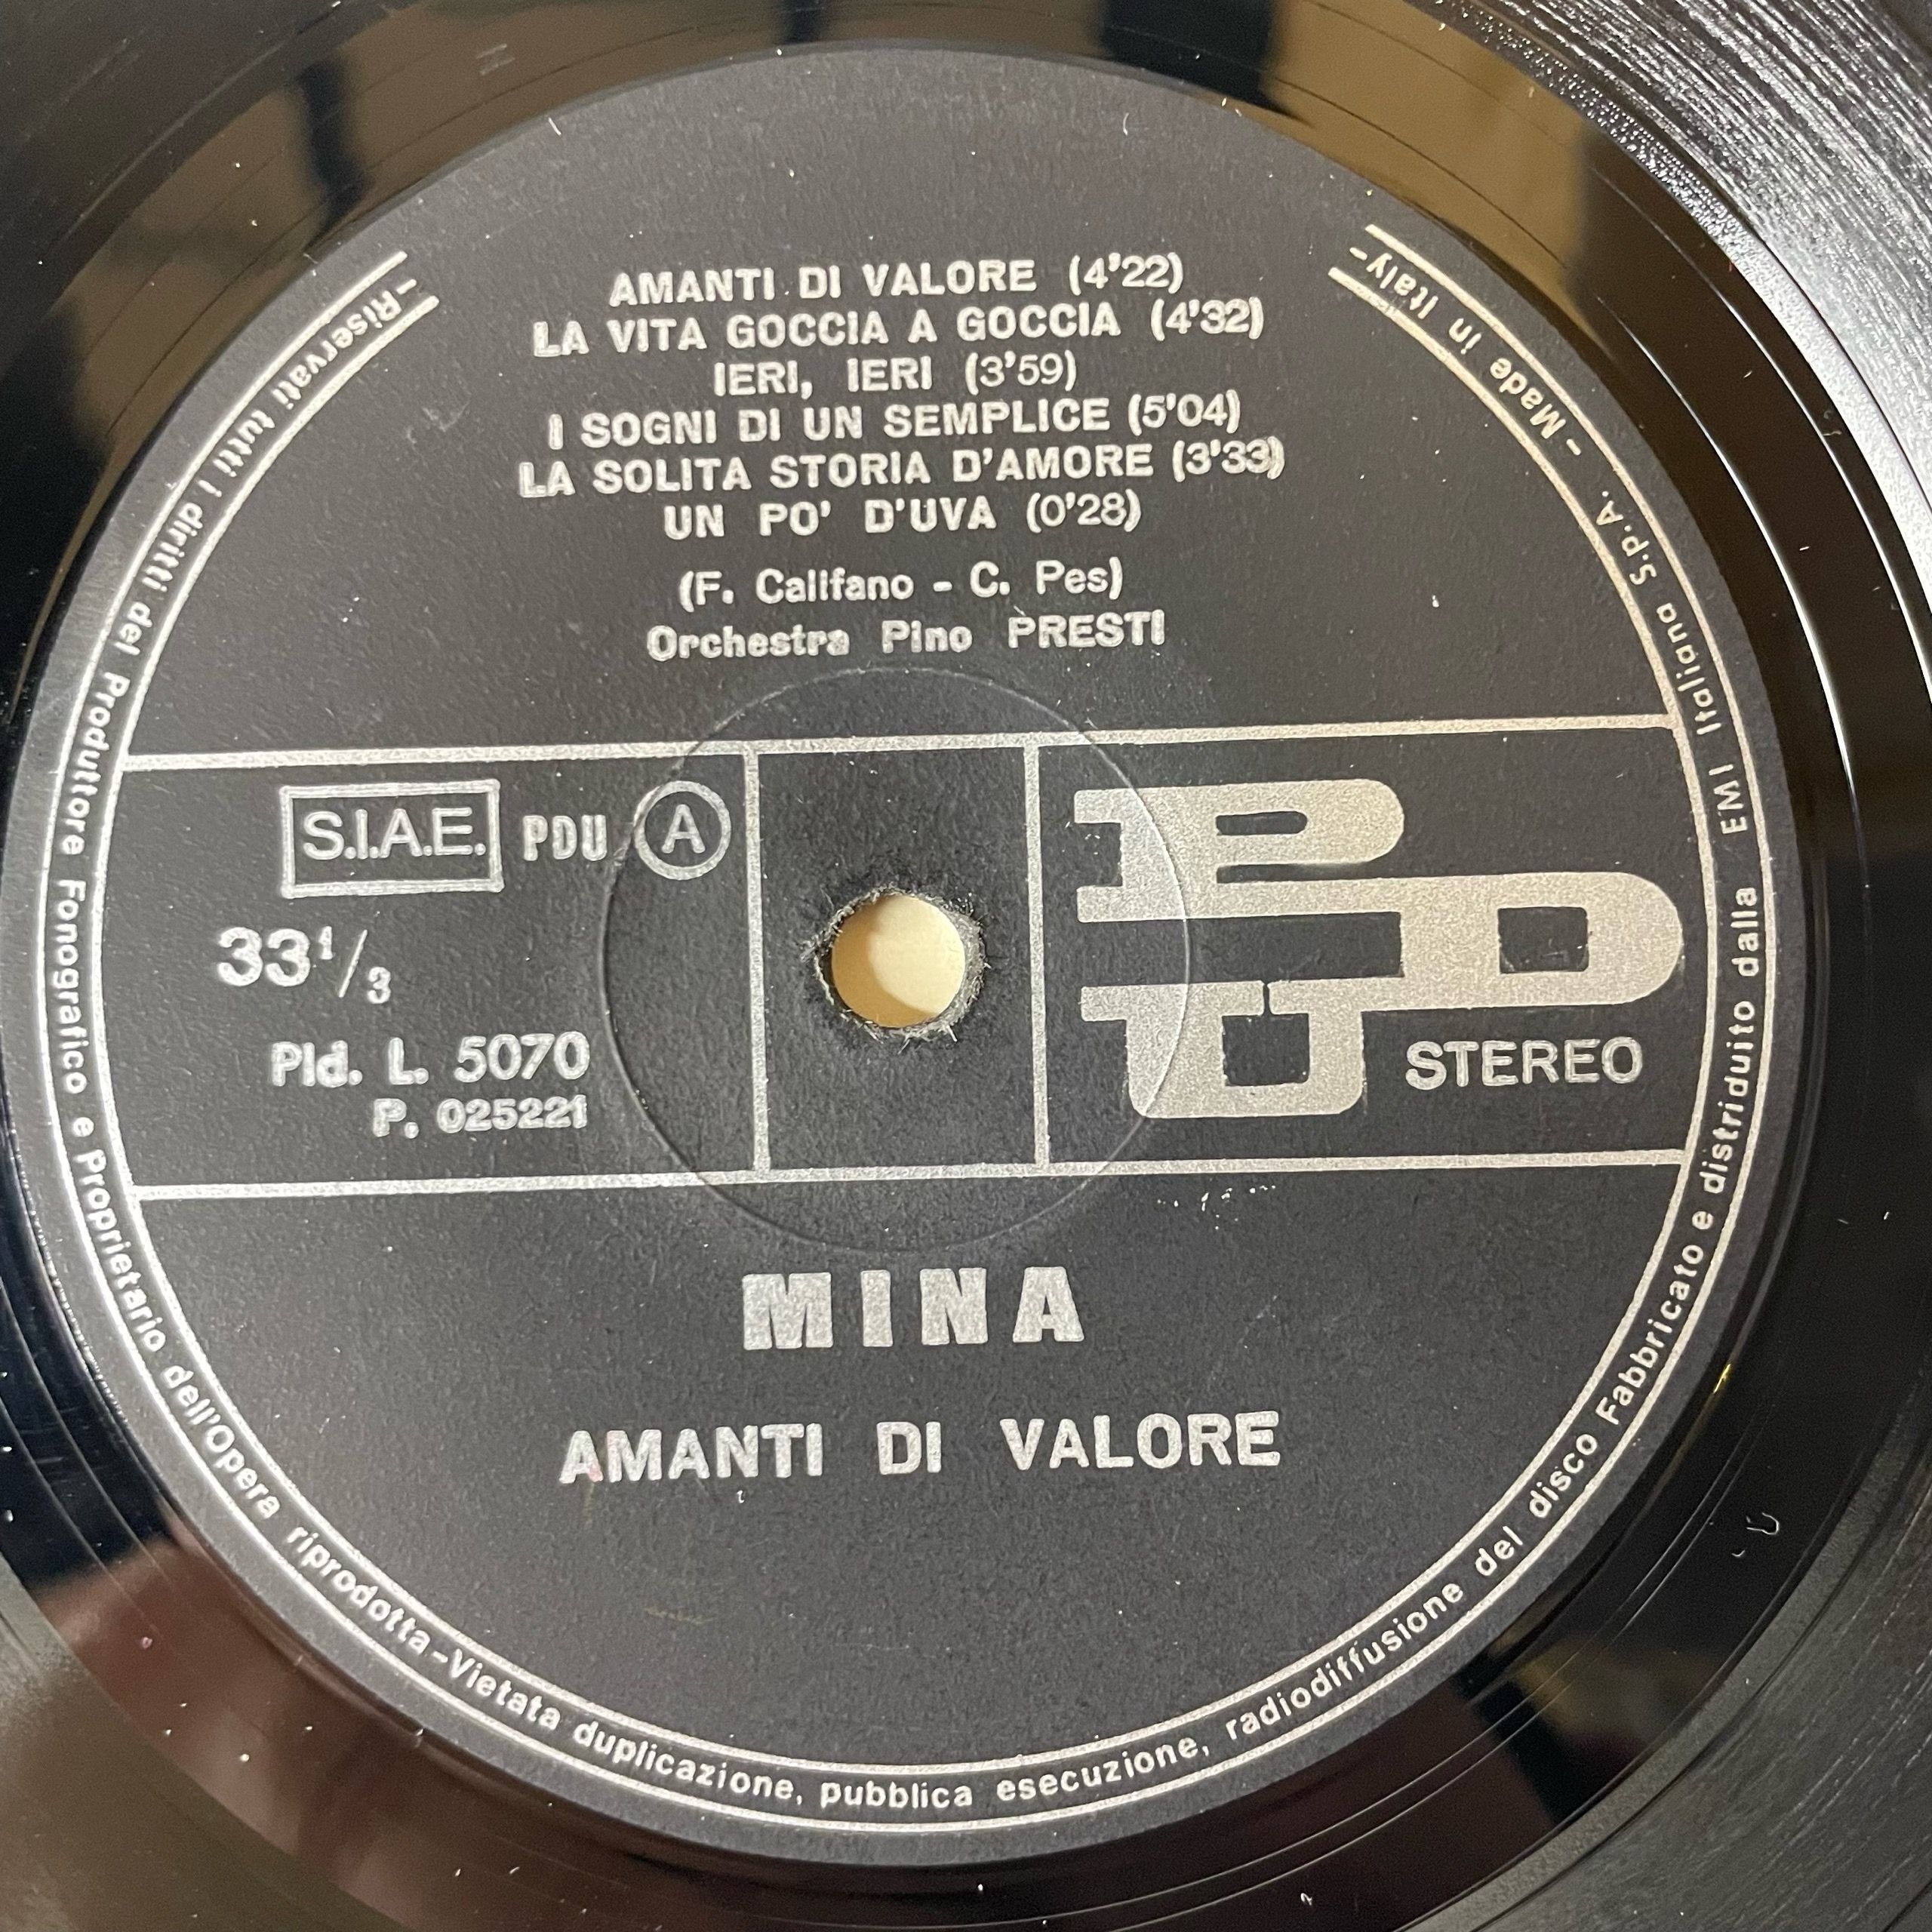 AMANTI DI VALORE (4'22)
LA VITA GOCCIA A GOCCIA (4'32)
IERI, IERI (3'59)
I SOGNI DI UN SEMPLICE (5'04)
LA SOLITA STORIA D'AMORE (3'33)
UN PO' D'UVA (0'28)
(F. Califano - C. Pes)
Orchestra Pino PRESTI
S.I.A.E. PDU A
33 1/3
Pld. L. 5070
P. 025221
PDU
STEREO
MINA
AMANTI DI VALORE
- Riservati tutti i diritti del Produttore Fonografico e Proprietario dell'Opera riprodotta - Vietata duplicazione, pubblica esecuzione, radiodiffusione del disco Fabbricato e distriduito dalla EMI Italiana S.P.A. - Made in Italy -